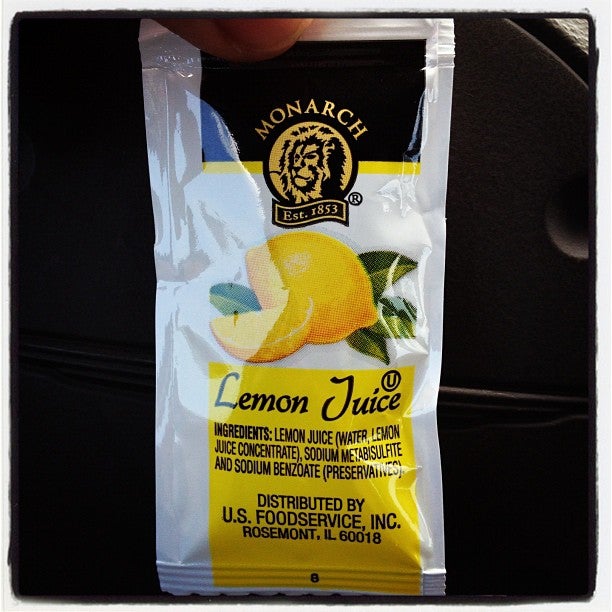 MONARCH
Est. 1853 ®
Lemon Juice Ⓤ
INGREDIENTS: LEMON JUICE (WATER, LEMON
JUICE CONCENTRATE), SODIUM METABISULFITE
AND SODIUM BENZOATE (PRESERVATIVES).
DISTRIBUTED BY
U.S. FOODSERVICE, INC.
ROSEMONT, IL 60018
8